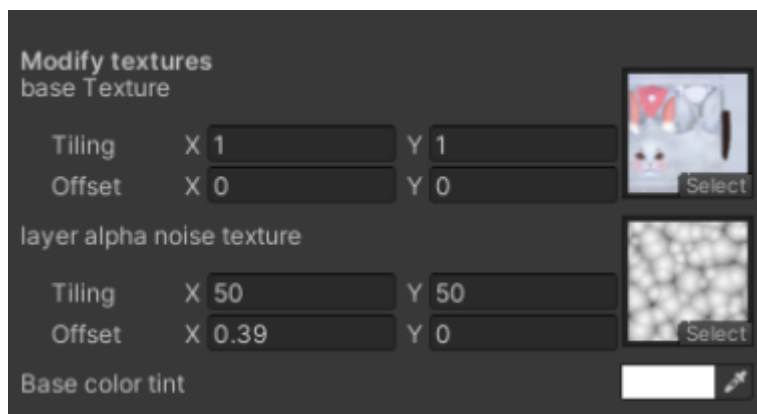 Modify textures
base Texture
Tiling X 1 Y 1
Offset X 0 Y 0
Select
layer alpha noise texture
Tiling X 50 Y 50
Offset X 0.39 Y 0
Select
Base color tint